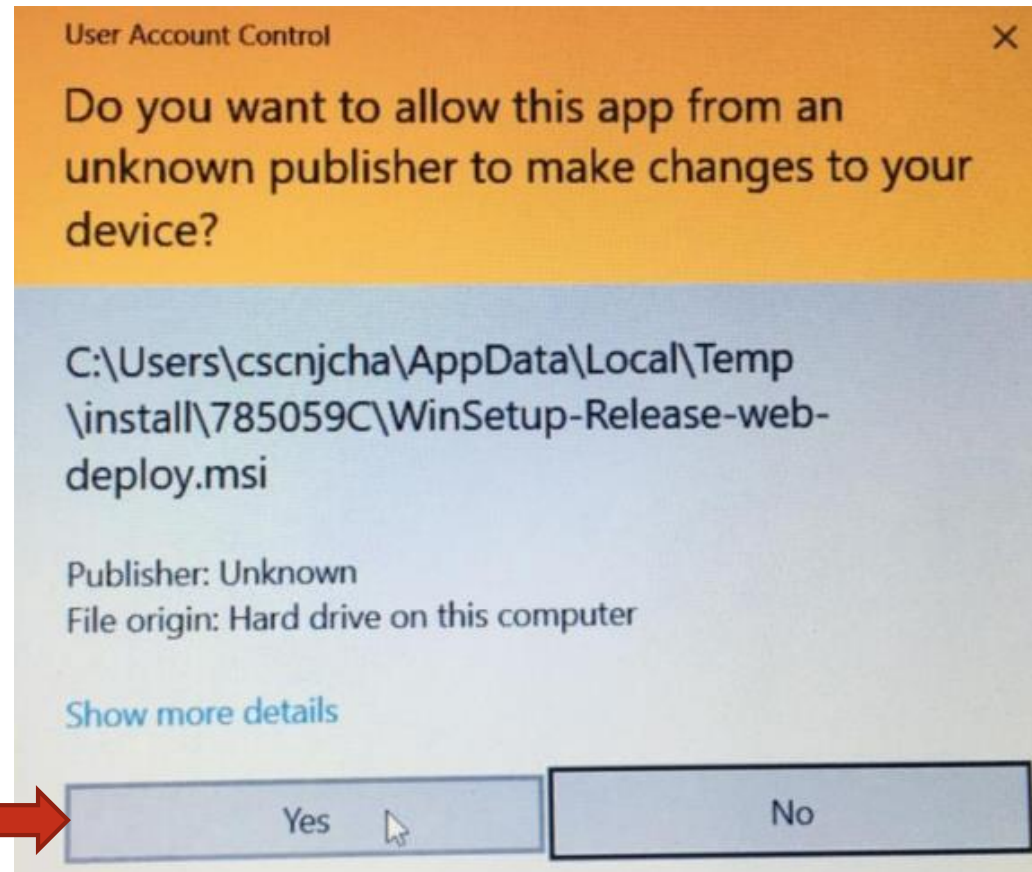 User Account Control
Do you want to allow this app from an
unknown publisher to make changes to your
device?
C:\Users\cscnjcha\AppData\Local\Temp
\install\785059C\WinSetup-Release-web-
deploy.msi
Publisher: Unknown
File origin: Hard drive on this computer
Show more details
Yes
No